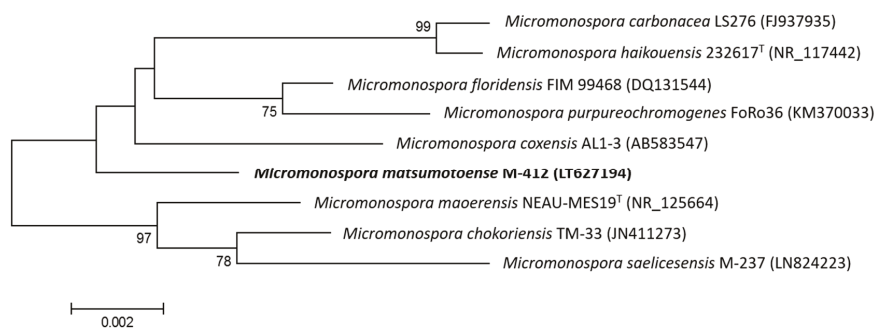 99
Micromonospora carbonacea LS276 (FJ937935)
Micromonospora haikouensis 232617ᵀ (NR_117442)
Micromonospora floridensis FIM 99468 (DQ131544)
75
Micromonospora purpureochromogenes FoRo36 (KM370033)
Micromonospora coxensis AL1-3 (AB583547)
Micromonospora matsumotoense M-412 (LT627194)
Micromonospora maoerensis NEAU-MES19ᵀ (NR_125664)
97
Micromonospora chokoriensis TM-33 (JN411273)
78
Micromonospora saelicesensis M-237 (LN824223)
0.002